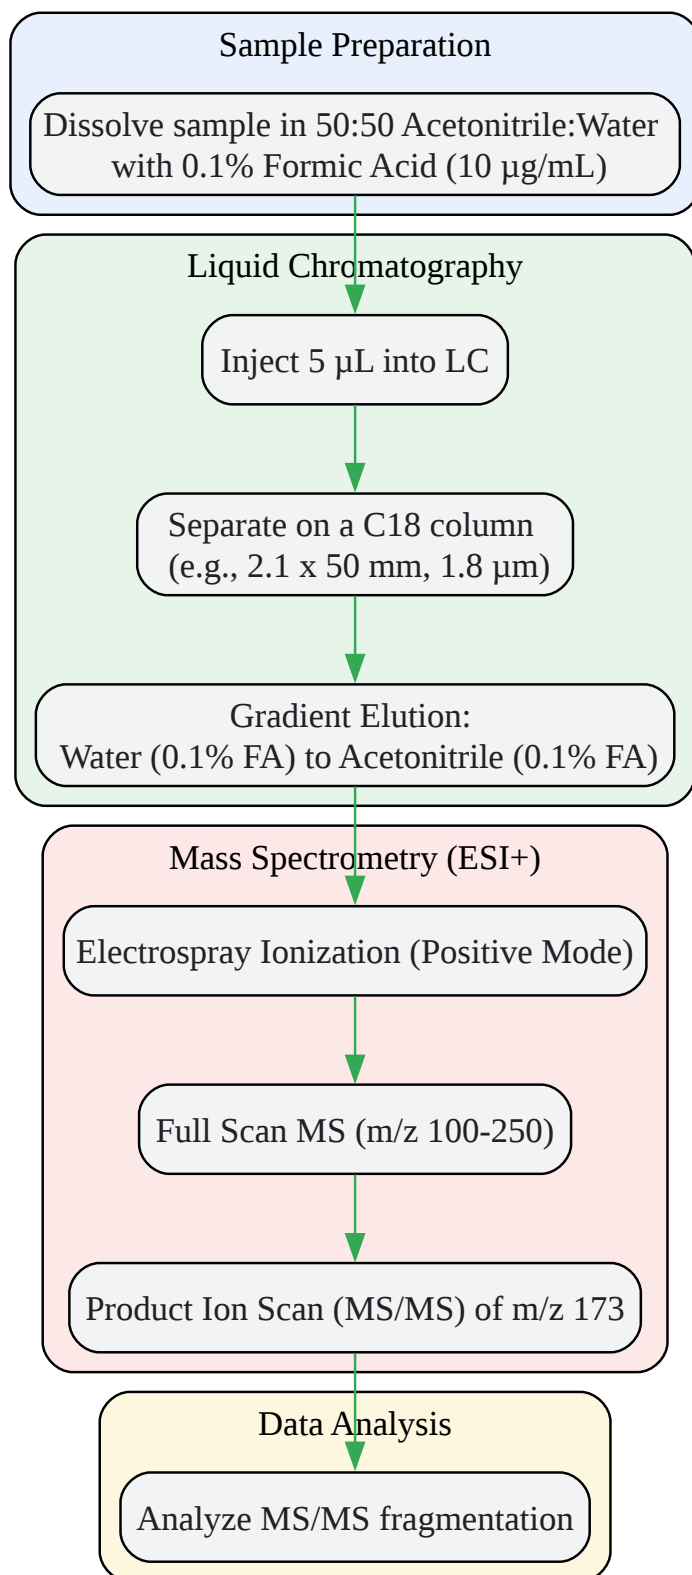 Sample Preparation
Dissolve sample in 50:50 Acetonitrile:Water
with 0.1% Formic Acid (10 µg/mL)
Liquid Chromatography
Inject 5 µL into LC
Separate on a C18 column
(e.g., 2.1 x 50 mm, 1.8 µm)
Gradient Elution:
Water (0.1% FA) to Acetonitrile (0.1% FA)
Mass Spectrometry (ESI+)
Electrospray Ionization (Positive Mode)
Full Scan MS (m/z 100-250)
Product Ion Scan (MS/MS) of m/z 173
Data Analysis
Analyze MS/MS fragmentation